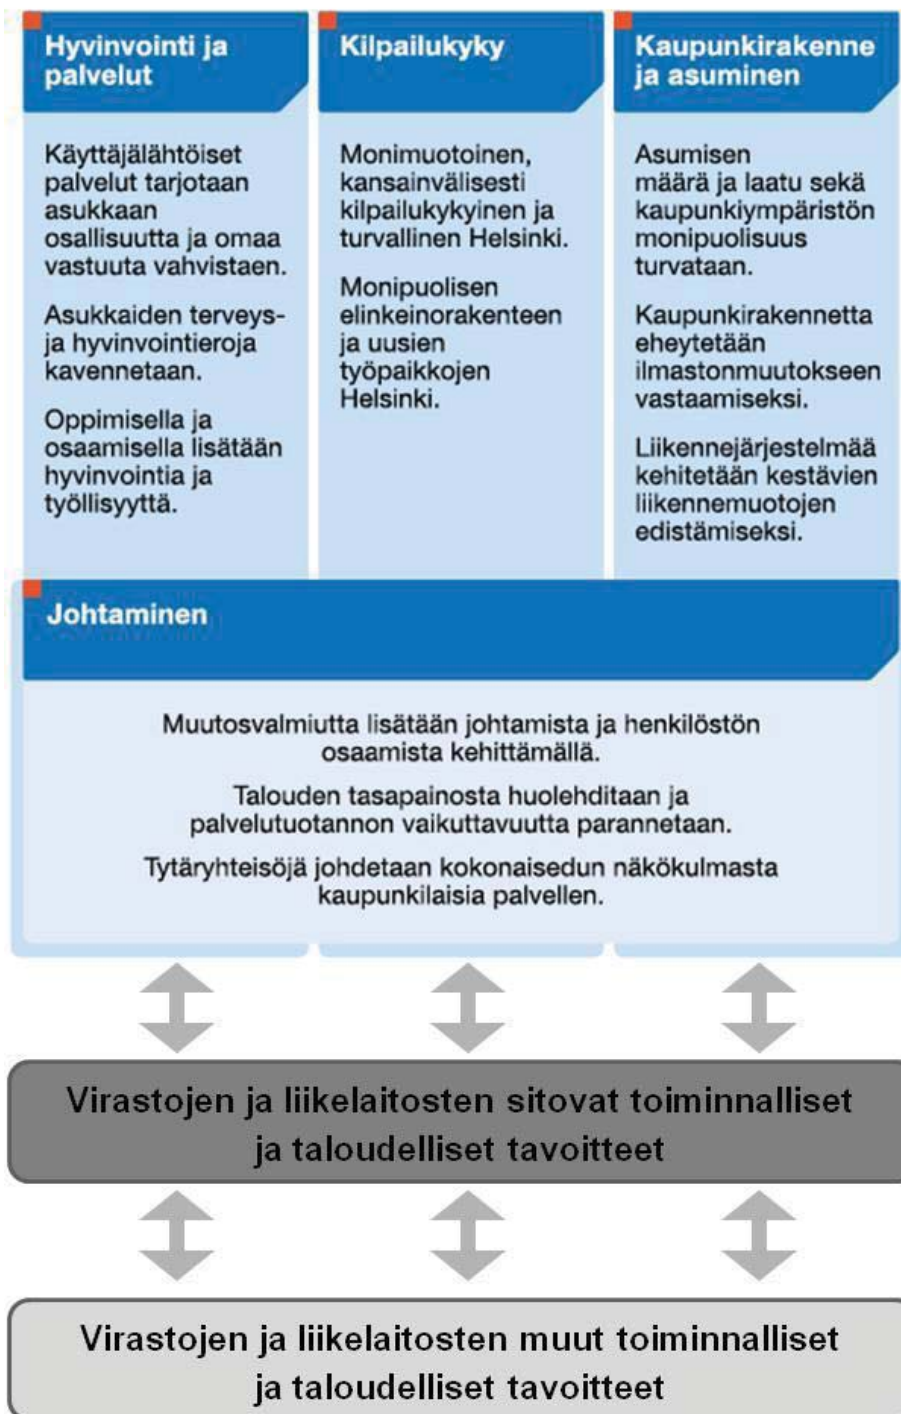 Hyvinvointi ja
palvelut
Käyttäjälähtöiset
palvelut tarjotaan
asukkaan
osallisuutta ja omaa
vastuuta vahvistaen.
Asukkaiden terveys-
ja hyvinvointieroja
kavennetaan.
Oppimisella ja
osaamisella lisätään
hyvinvointia ja
työllisyyttä.
Kilpailukyky
Monimuotoinen,
kansainvälisesti
kilpailukykyinen ja
turvallinen Helsinki.
Monipuolisen
elinkeinorakenteen
ja uusien
työpaikkojen
Helsinki.
Kaupunkirakenne
ja asuminen
Asumisen
määrä ja laatu sekä
kaupunkiympäristön
monipuolisuus
turvataan.
Kaupunkirakennetta
eheytetään
ilmastonmuutokseen
vastaamiseksi.
Liikennejärjestelmää
kehitetään kestävien
liikennemuotojen
edistämiseksi.
Johtaminen
Muutosvalmiutta lisätään johtamista ja henkilöstön
osaamista kehittämällä.
Talouden tasapainosta huolehditaan ja
palvelutuotannon vaikuttavuutta parannetaan.
Tytäryhteisöjä johdetaan kokonaisedun näkökulmasta
kaupunkilaisia palvellen.
Virastojen ja liikelaitosten sitovat toiminnalliset
ja taloudelliset tavoitteet
Virastojen ja liikelaitosten muut toiminnalliset
ja taloudelliset tavoitteet